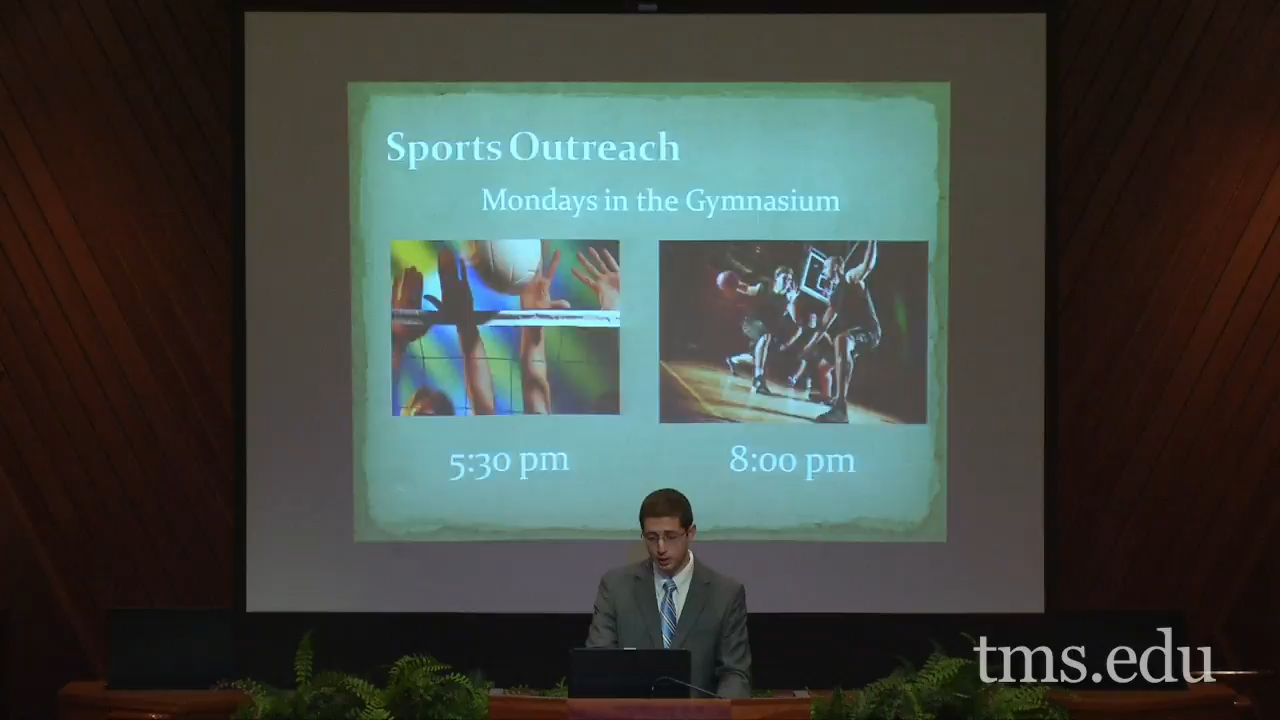 Sports Outreach
Mondays in the Gymnasium
5:30 pm
8:00 pm
tms.edu